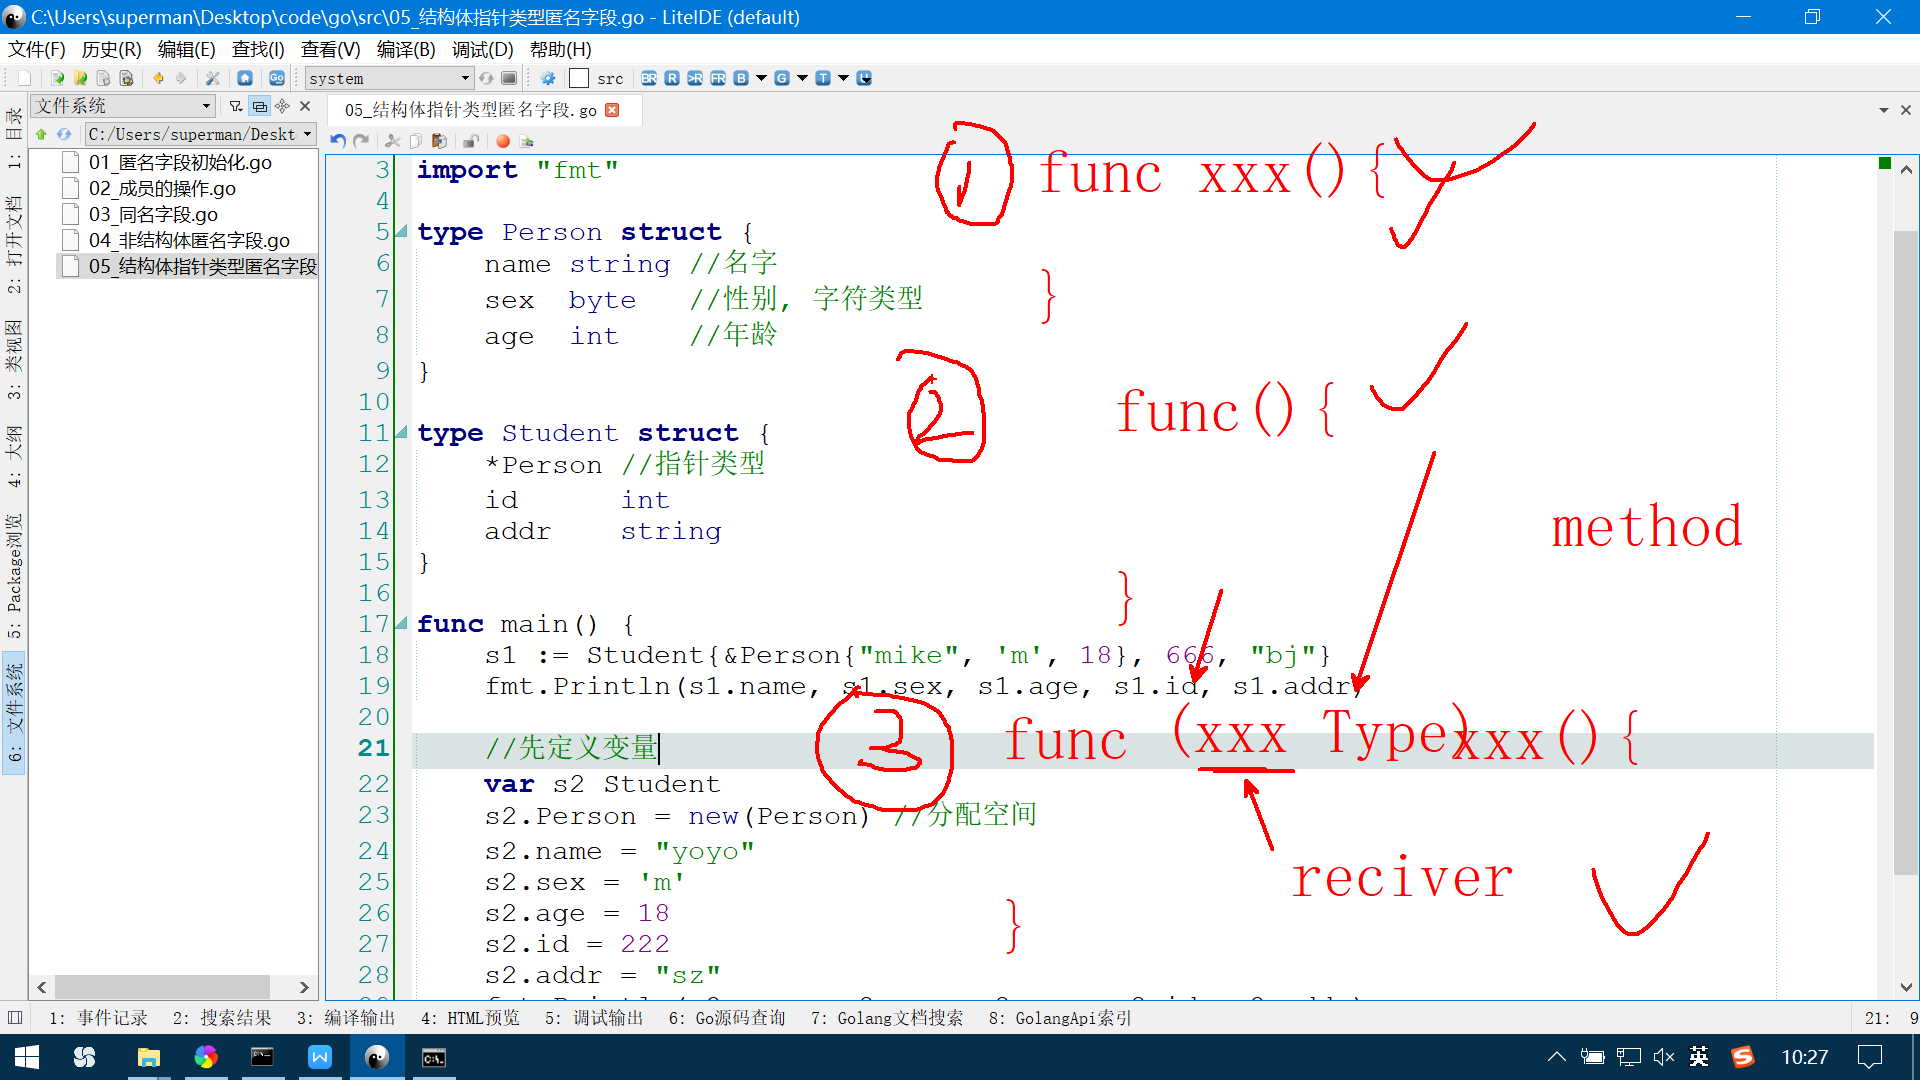 C:\Users\superman\Desktop\code\go\src\05_结构体指针类型匿名字段.go - LiteIDE (default)
文件(F) 历史(R) 编辑(E) 查找(I) 查看(V) 编译(B) 调试(D) 帮助(H)
system src BR R >R FR B G T
文件系统
05_结构体指针类型匿名字段.go
C:/Users/superman/Deskt
01_匿名字段初始化.go
02_成员的操作.go
03_同名字段.go
04_非结构体匿名字段.go
05_结构体指针类型匿名字段
1: 目录
2: 打开文档
3: 类视图
4: 大纲
5: Package浏览
6: 文件系统
3 import "fmt"
4
5 type Person struct {
6 name string //名字
7 sex byte //性别, 字符类型
8 age int //年龄
9 }
10
11 type Student struct {
12 *Person //指针类型
13 id int
14 addr string
15 }
16
17 func main() {
18 s1 := Student{&Person{"mike", 'm', 18}, 666, "bj"}
19 fmt.Println(s1.name, s1.sex, s1.age, s1.id, s1.addr)
20
21 //先定义变量
22 var s2 Student
23 s2.Person = new(Person) //分配空间
24 s2.name = "yoyo"
25 s2.sex = 'm'
26 s2.age = 18
27 s2.id = 222
28 s2.addr = "sz"
1 func xxx(){
}
2 func(){
method
}
3 func (xxx Type)xxx(){
reciver
}
1: 事件记录 2: 搜索结果 3: 编译输出 4: HTML预览 5: 调试输出 6: Go源码查询 7: Golang文档搜索 8: GolangApi索引 21: 9
英 10:27